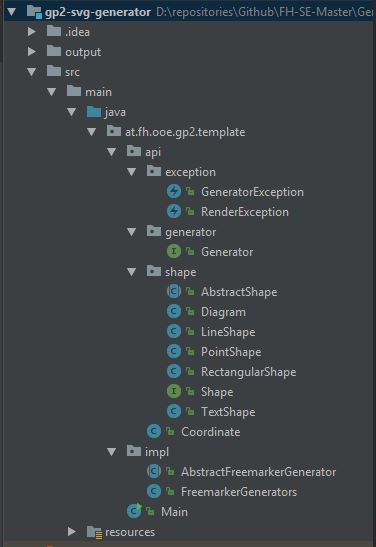 gp2-svg-generator D:\repositories\Github\FH-SE-Master\Ger
.idea
output
src
main
java
at.fh.ooe.gp2.template
api
exception
GeneratorException
RenderException
generator
Generator
shape
AbstractShape
Diagram
LineShape
PointShape
RectangularShape
Shape
TextShape
Coordinate
impl
AbstractFreemarkerGenerator
FreemarkerGenerators
Main
resources